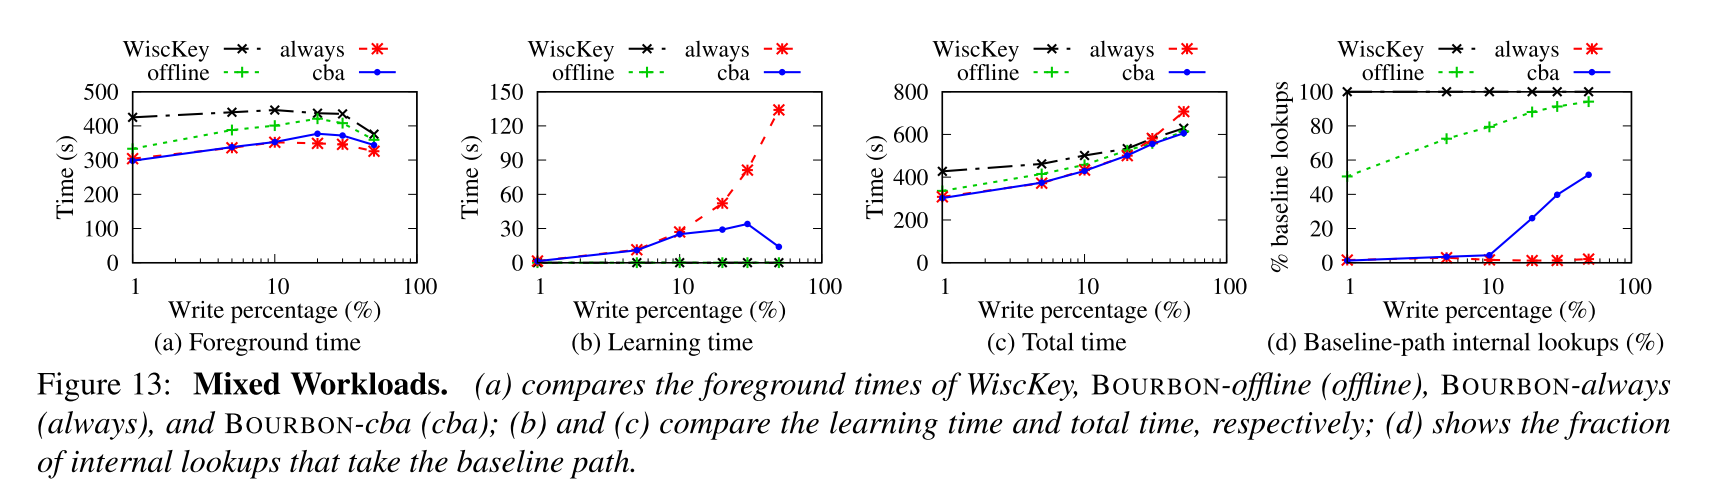 WiscKey always
offline cba
500
400
300
200
100
0
Time (s)
1 10 100
Write percentage (%)
(a) Foreground time
WiscKey always
offline cba
150
120
90
60
30
0
Time (s)
1 10 100
Write percentage (%)
(b) Learning time
WiscKey always
offline cba
800
600
400
200
0
Time (s)
1 10 100
Write percentage (%)
(c) Total time
WiscKey always
offline cba
100
80
60
40
20
0
% baseline lookups
1 10 100
Write percentage (%)
(d) Baseline-path internal lookups (%)
Figure 13: Mixed Workloads. (a) compares the foreground times of WiscKey, BOURBON-offline (offline), BOURBON-always
(always), and BOURBON-cba (cba); (b) and (c) compare the learning time and total time, respectively; (d) shows the fraction
of internal lookups that take the baseline path.